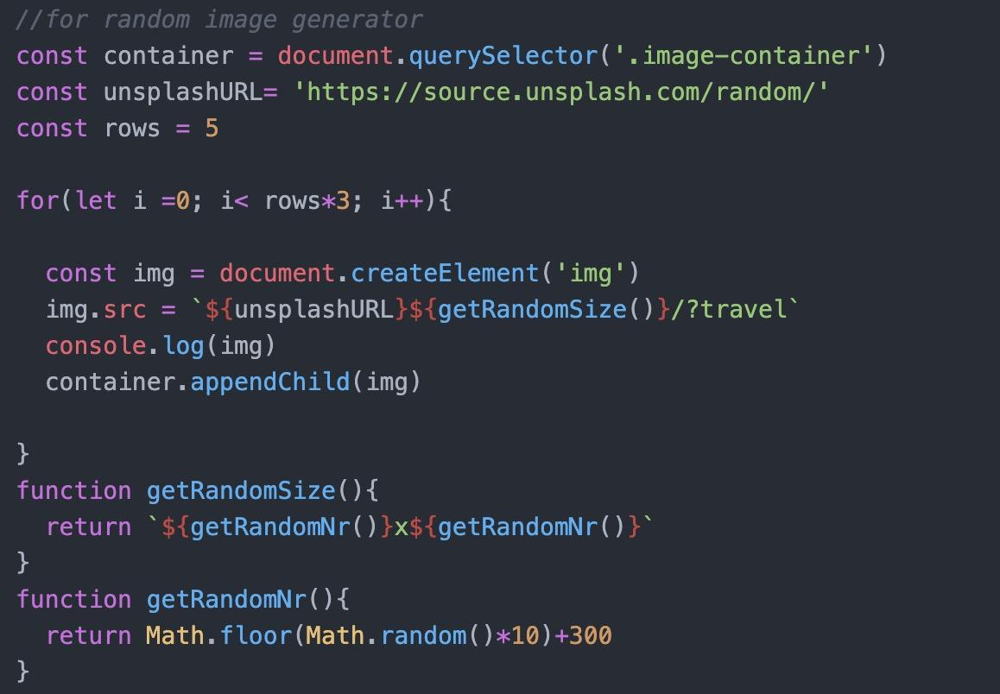 //for random image generator
const container = document.querySelector('.image-container')
const unsplashURL= 'https://source.unsplash.com/random/'
const rows = 5
for(let i =0; i< rows*3; i++){
  const img = document.createElement('img')
  img.src = `${unsplashURL}${getRandomSize()}/?travel`
  console.log(img)
  container.appendChild(img)
}
function getRandomSize(){
  return `${getRandomNr()}x${getRandomNr()}`
}
function getRandomNr(){
  return Math.floor(Math.random()*10)+300
}